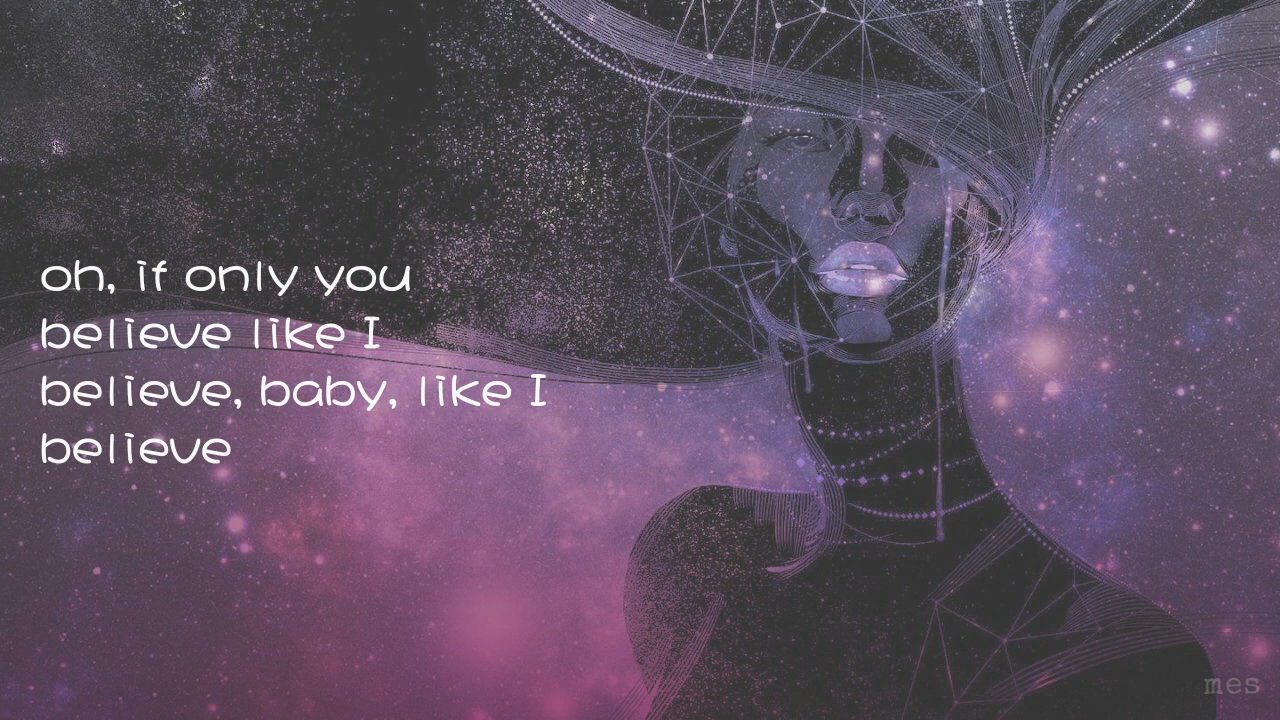 oh, if only you
believe like I
believe, baby, like I
believe
mes